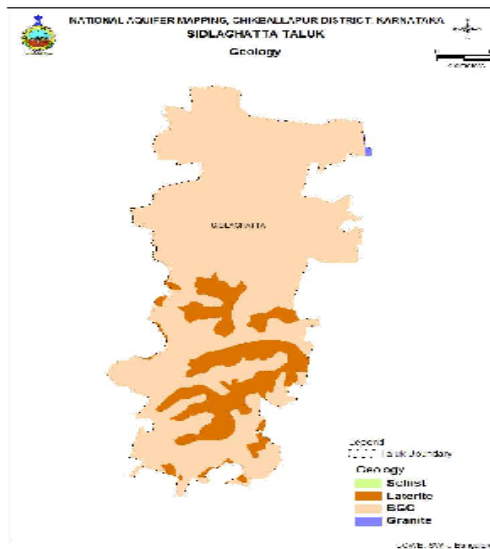 NATIONAL AQUIFER MAPPING, CHIKBALLAPUR DISTRICT, KARNATAKA
SIDLAGHATTA TALUK
Geology
SIDLAGHATTA
Legend
Taluk Boundary
Geology
Schist
Laterite
BGC
Granite